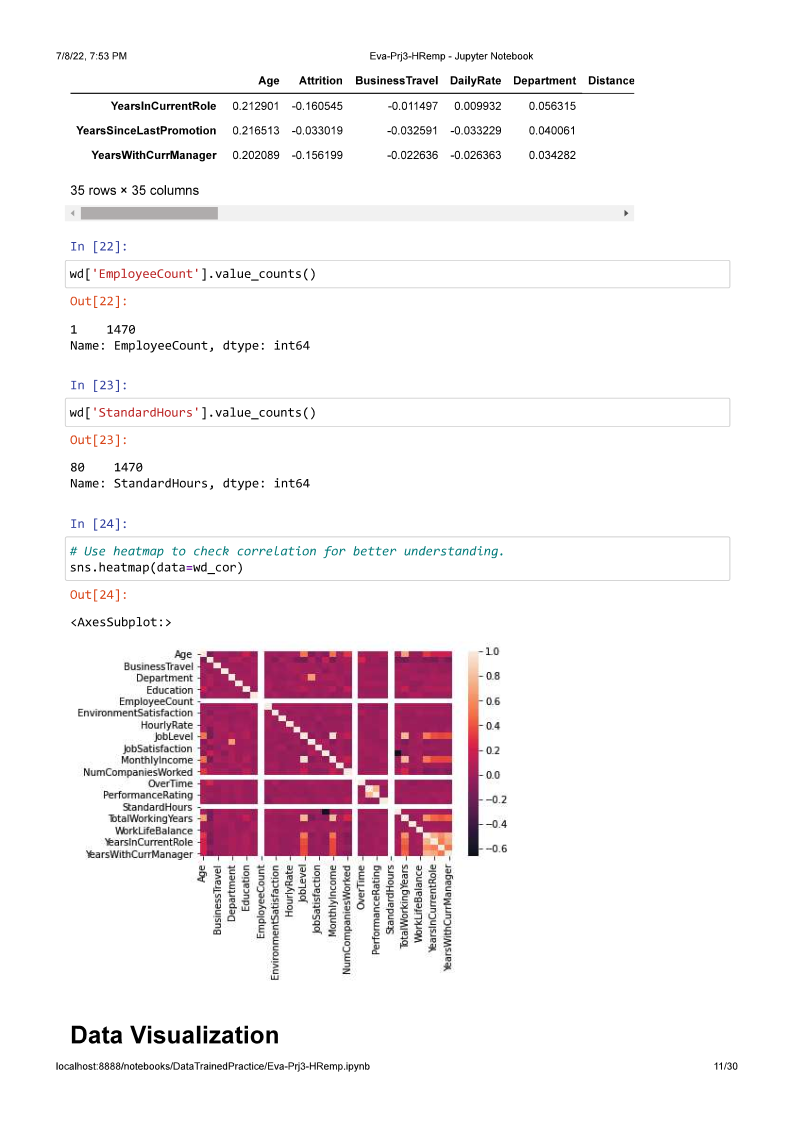 7/8/22, 7:53 PM Eva-Prj3-HRemp - Jupyter Notebook
Age Attrition BusinessTravel DailyRate Department Distance
YearsInCurrentRole 0.212901 -0.160545 -0.011497 0.009932 0.056315
YearsSinceLastPromotion 0.216513 -0.033019 -0.032591 -0.033229 0.040061
YearsWithCurrManager 0.202089 -0.156199 -0.022636 -0.026363 0.034282
35 rows × 35 columns
In [22]:
wd['EmployeeCount'].value_counts()
Out[22]:
1    1470
Name: EmployeeCount, dtype: int64
In [23]:
wd['StandardHours'].value_counts()
Out[23]:
80    1470
Name: StandardHours, dtype: int64
In [24]:
# Use heatmap to check correlation for better understanding.
sns.heatmap(data=wd_cor)
Out[24]:
<AxesSubplot:>
Age
BusinessTravel
Department
Education
EmployeeCount
EnvironmentSatisfaction
HourlyRate
JobLevel
JobSatisfaction
MonthlyIncome
NumCompaniesWorked
OverTime
PerformanceRating
StandardHours
TotalWorkingYears
WorkLifeBalance
YearsInCurrentRole
YearsWithCurrManager
1.0
0.8
0.6
0.4
0.2
0.0
−0.2
−0.4
−0.6
Age
BusinessTravel
Department
Education
EmployeeCount
EnvironmentSatisfaction
HourlyRate
JobLevel
JobSatisfaction
MonthlyIncome
NumCompaniesWorked
OverTime
PerformanceRating
StandardHours
TotalWorkingYears
WorkLifeBalance
YearsInCurrentRole
YearsWithCurrManager
Data Visualization
localhost:8888/notebooks/DataTrainedPractice/Eva-Prj3-HRemp.ipynb 11/30